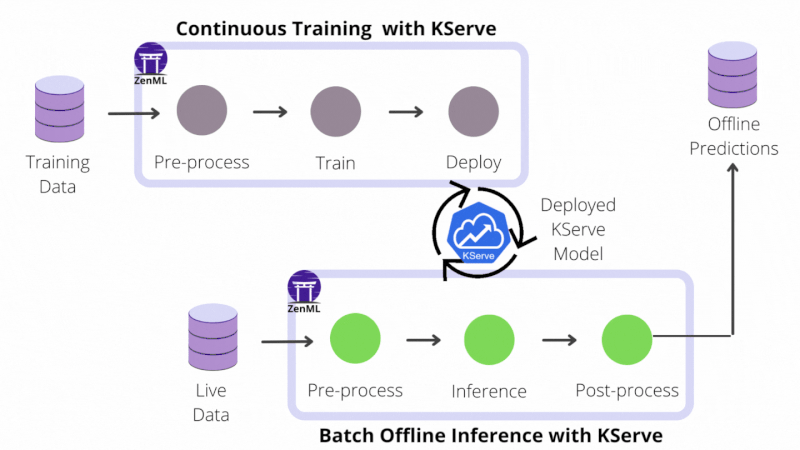 Continuous Training with KServe
ZenML
Training
Data
Pre-process
Train
Deploy
Offline
Predictions
KServe
Deployed
KServe
Model
ZenML
Live
Data
Pre-process
Inference
Post-process
Batch Offline Inference with KServe